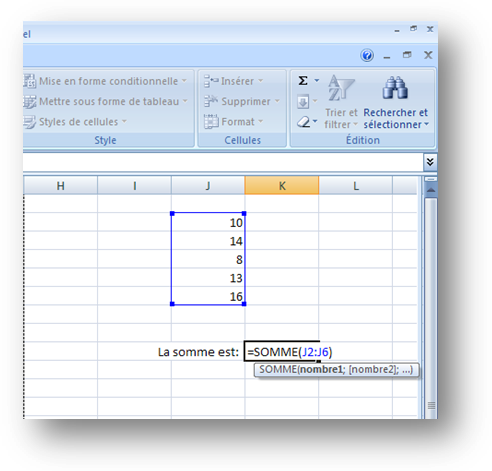 el
Mise en forme conditionnelle
Mettre sous forme de tableau
Styles de cellules
Style
Insérer
Supprimer
Format
Cellules
Σ
A
Z
Trier et
filtrer
Rechercher et
sélectionner
Édition
H I J K L
10
14
8
13
16
La somme est: =SOMME(J2:J6)
SOMME(nombre1; [nombre2]; ...)